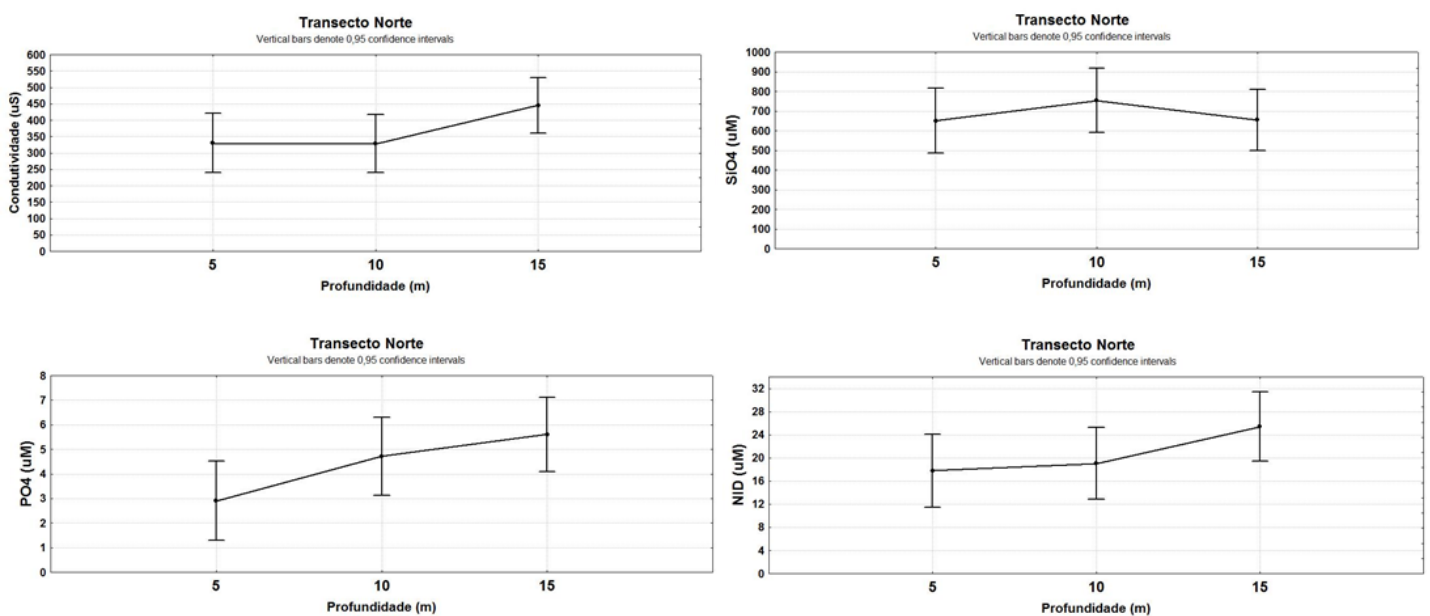 Transecto Norte
Vertical bars denote 0,95 confidence intervals
600
550
500
450
400
350
300
250
200
150
100
50
0
Condutividade (uS)
5 10 15
Profundidade (m)
Transecto Norte
Vertical bars denote 0,95 confidence intervals
1000
900
800
700
600
500
400
300
200
100
0
SiO4 (uM)
5 10 15
Profundidade (m)
Transecto Norte
Vertical bars denote 0,95 confidence intervals
8
7
6
5
4
3
2
1
0
PO4 (uM)
5 10 15
Profundidade (m)
Transecto Norte
Vertical bars denote 0,95 confidence intervals
32
28
24
20
16
12
8
4
0
NID (uM)
5 10 15
Profundidade (m)